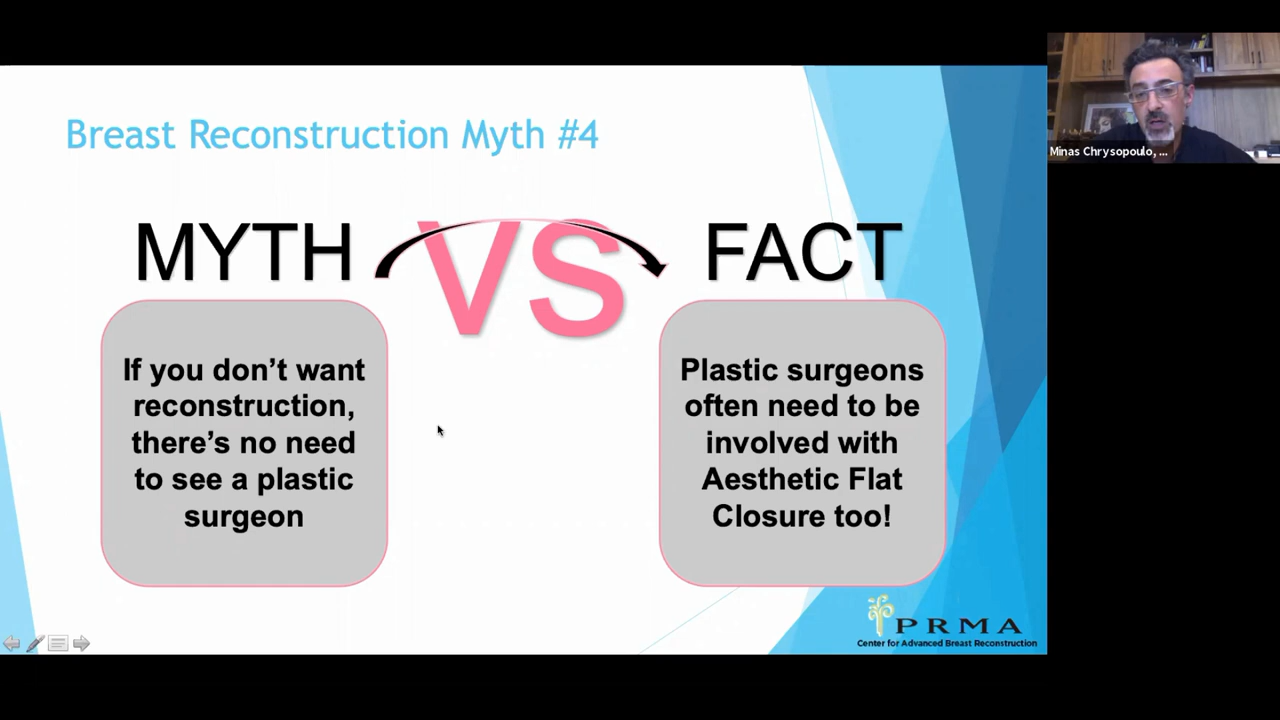 Breast Reconstruction Myth #4
MYTH
VS
FACT
If you don’t want
reconstruction,
there’s no need
to see a plastic
surgeon
Plastic surgeons
often need to be
involved with
Aesthetic Flat
Closure too!
PRMA
Center for Advanced Breast Reconstruction
Minas Chrysopoulo, ...